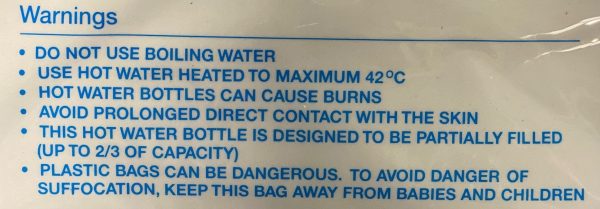 Warnings
• DO NOT USE BOILING WATER
• USE HOT WATER HEATED TO MAXIMUM 42ºC
• HOT WATER BOTTLES CAN CAUSE BURNS
• AVOID PROLONGED DIRECT CONTACT WITH THE SKIN
• THIS HOT WATER BOTTLE IS DESIGNED TO BE PARTIALLY FILLED
(UP TO 2/3 OF CAPACITY)
• PLASTIC BAGS CAN BE DANGEROUS. TO AVOID DANGER OF
SUFFOCATION, KEEP THIS BAG AWAY FROM BABIES AND CHILDREN